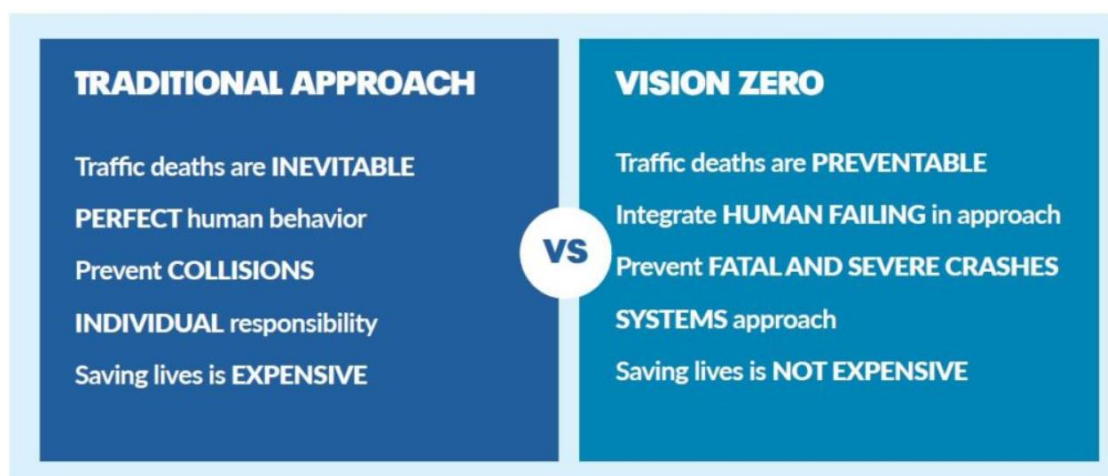 TRADITIONAL APPROACH
Traffic deaths are INEVITABLE
PERFECT human behavior
Prevent COLLISIONS
INDIVIDUAL responsibility
Saving lives is EXPENSIVE
VS
VISION ZERO
Traffic deaths are PREVENTABLE
Integrate HUMAN FAILING in approach
Prevent FATAL AND SEVERE CRASHES
SYSTEMS approach
Saving lives is NOT EXPENSIVE